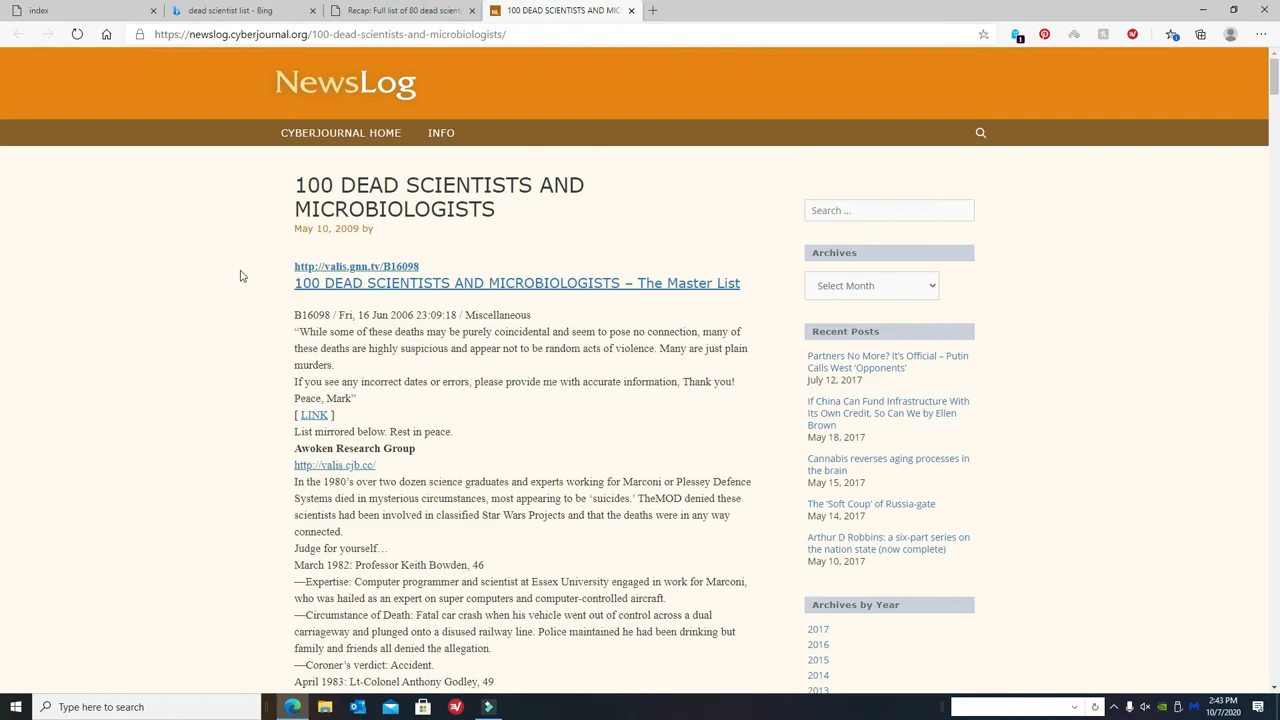 index
dead scientist list - Bing
Recap: Full list of 80 dead scient
100 DEAD SCIENTISTS AND MIC
https://newslog.cyberjournal.org/100-dead-scientists-and-microbiologists/
1
NewsLog
CYBERJOURNAL HOME
INFO
100 DEAD SCIENTISTS AND
MICROBIOLOGISTS
May 10, 2009 by
http://valis.gnn.tv/B16098
100 DEAD SCIENTISTS AND MICROBIOLOGISTS – The Master List
B16098 / Fri, 16 Jun 2006 23:09:18 / Miscellaneous
“While some of these deaths may be purely coincidental and seem to pose no connection, many of
these deaths are highly suspicious and appear not to be random acts of violence. Many are just plain
murders.
If you see any incorrect dates or errors, please provide me with accurate information, Thank you!
Peace, Mark”
[ LINK ]
List mirrored below. Rest in peace.
Awoken Research Group
http://valis.cjb.cc/
In the 1980’s over two dozen science graduates and experts working for Marconi or Plessey Defence
Systems died in mysterious circumstances, most appearing to be ‘suicides.’ TheMOD denied these
scientists had been involved in classified Star Wars Projects and that the deaths were in any way
connected.
Judge for yourself…
March 1982: Professor Keith Bowden, 46
—Expertise: Computer programmer and scientist at Essex University engaged in work for Marconi,
who was hailed as an expert on super computers and computer-controlled aircraft.
—Circumstance of Death: Fatal car crash when his vehicle went out of control across a dual
carriageway and plunged onto a disused railway line. Police maintained he had been drinking but
family and friends all denied the allegation.
—Coroner’s verdict: Accident.
April 1983: Lt-Colonel Anthony Godley, 49
Search …
Archives
Select Month
Recent Posts
Partners No More? It’s Official – Putin
Calls West ‘Opponents’
July 12, 2017
If China Can Fund Infrastructure With
Its Own Credit, So Can We by Ellen
Brown
May 18, 2017
Cannabis reverses aging processes in
the brain
May 15, 2017
The ‘Soft Coup’ of Russia-gate
May 14, 2017
Arthur D Robbins: a six-part series on
the nation state (now complete)
May 10, 2017
Archives by Year
2017
2016
2015
2014
2013
Type here to search
2:43 PM
10/7/2020